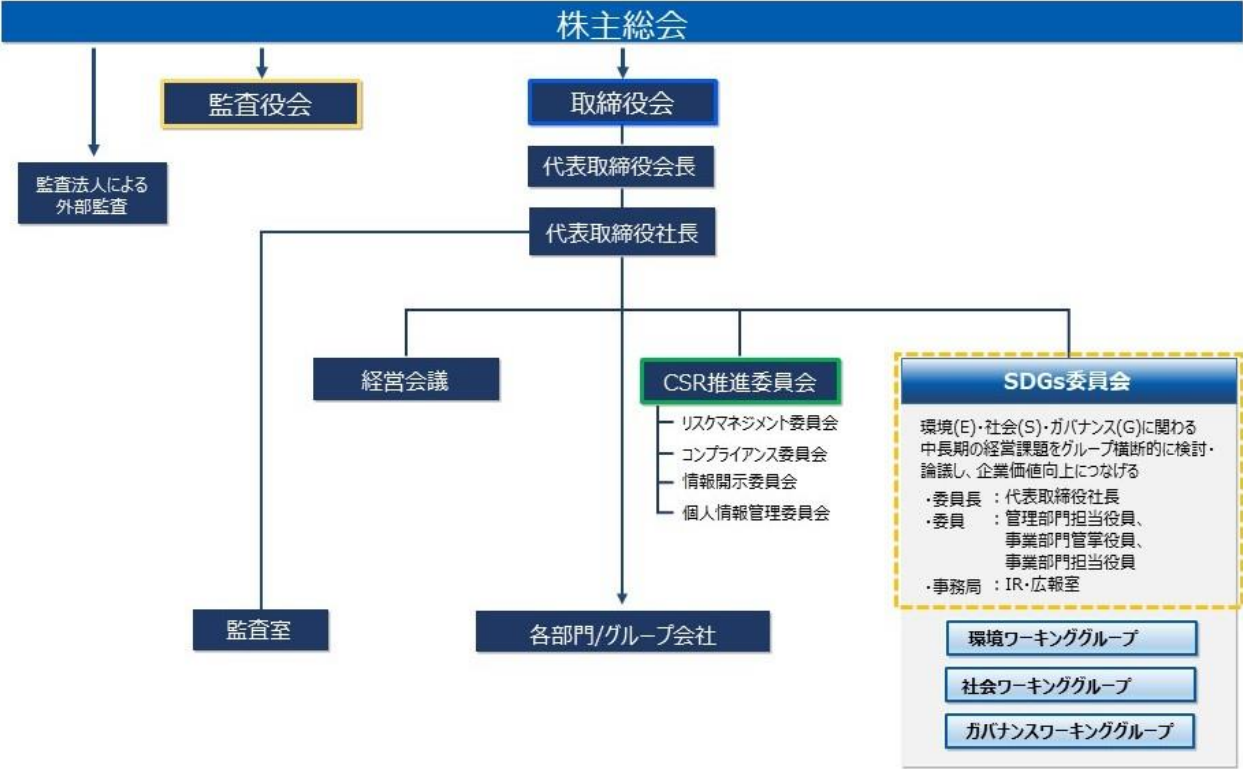 株主総会
監査役会
取締役会
代表取締役会長
監査法人による
外部監査
代表取締役社長
経営会議
CSR推進委員会
リスクマネジメント委員会
コンプライアンス委員会
情報開示委員会
個人情報管理委員会
SDGs委員会
環境(E)・社会(S)・ガバナンス(G)に関わる
中長期の経営課題をグループ横断的に検討・
論議し、企業価値向上につなげる
・委員長 : 代表取締役社長
・委員 : 管理部門担当役員、
事業部門管掌役員、
事業部門担当役員
・事務局 : IR・広報室
監査室
各部門/グループ会社
環境ワーキンググループ
社会ワーキンググループ
ガバナンスワーキンググループ